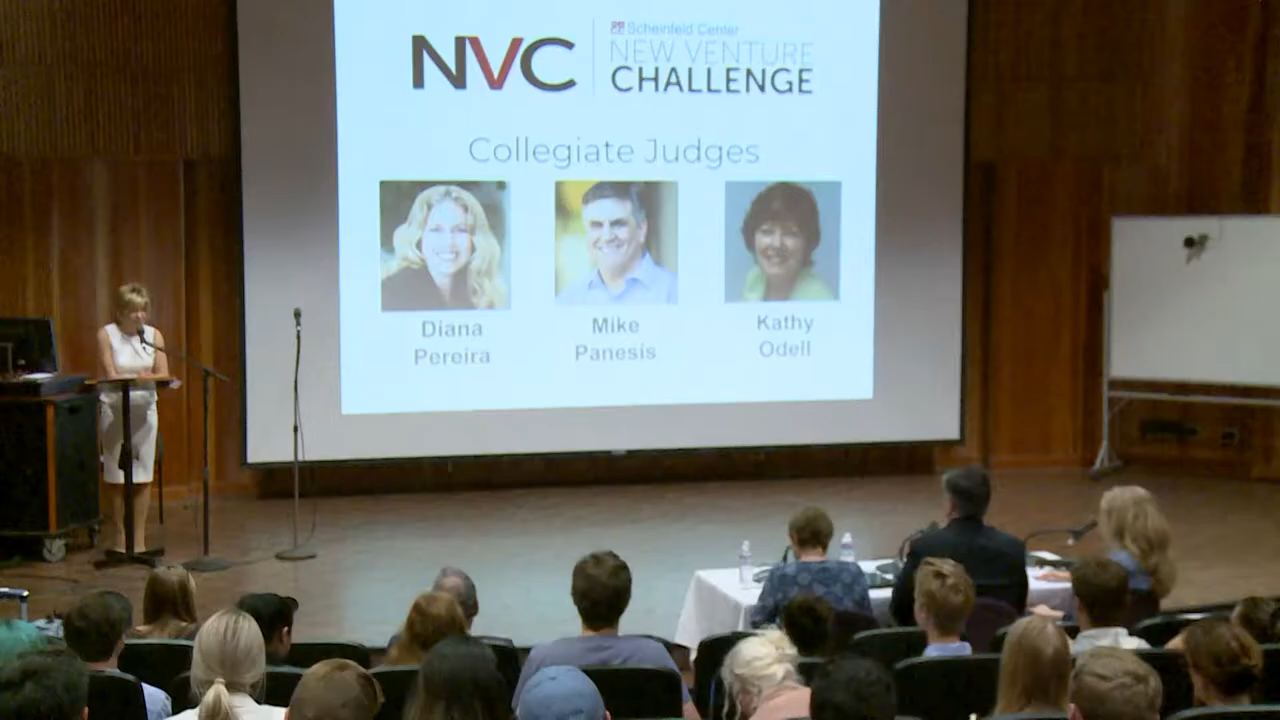 NVC
Scheinfeld Center
NEW VENTURE
CHALLENGE
Collegiate Judges
Diana
Pereira
Mike
Panesis
Kathy
Odell